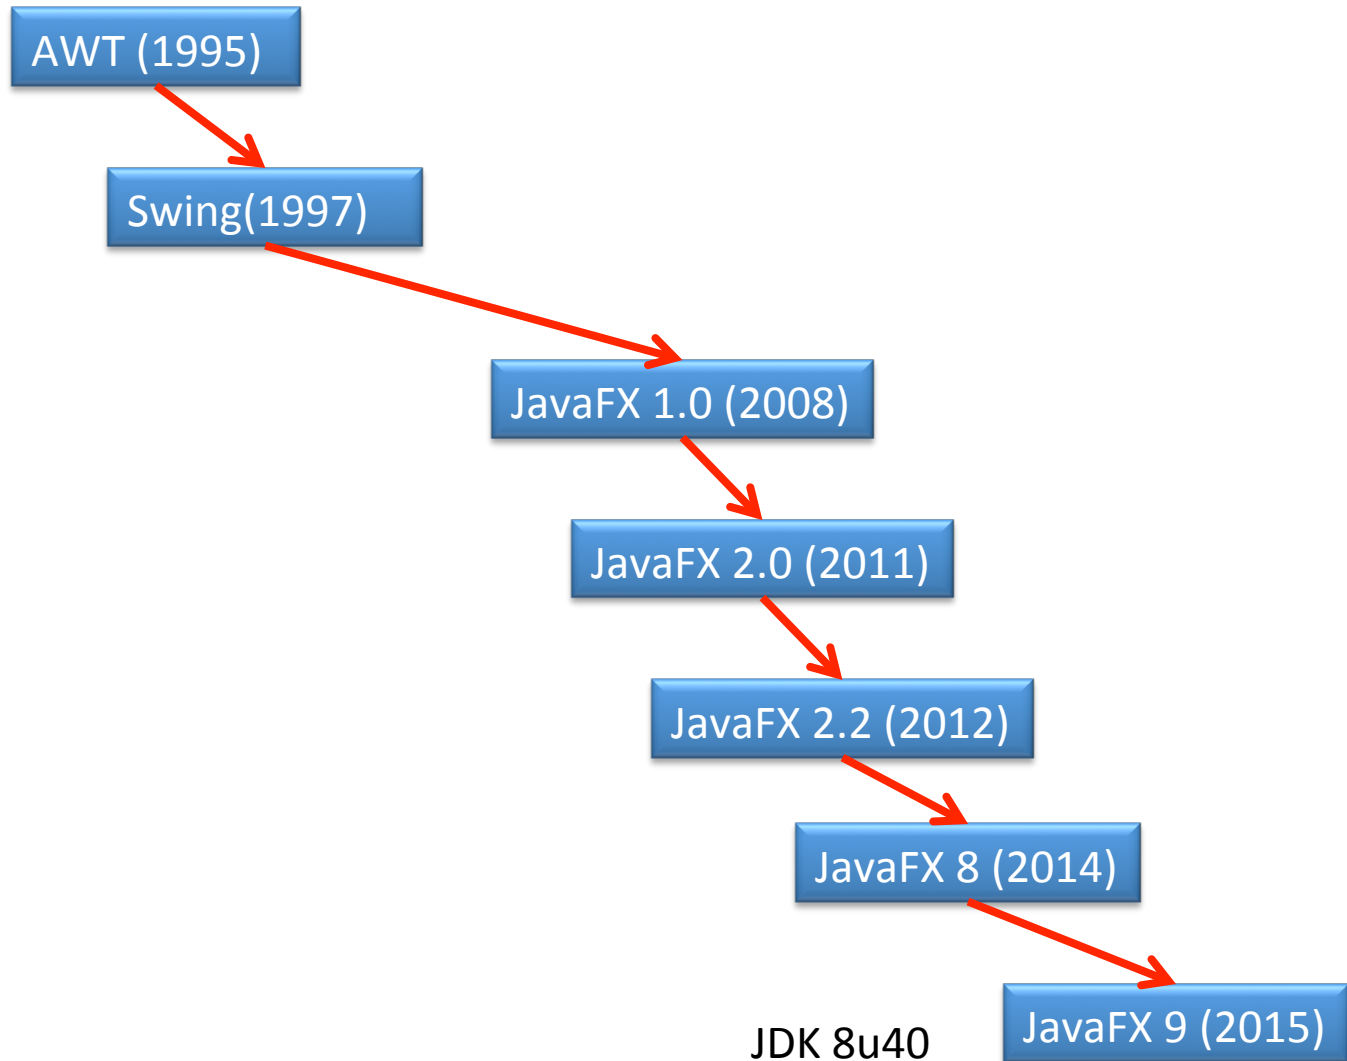 AWT (1995)
Swing(1997)
JavaFX 1.0 (2008)
JavaFX 2.0 (2011)
JavaFX 2.2 (2012)
JavaFX 8 (2014)
JavaFX 9 (2015)
JDK 8u40